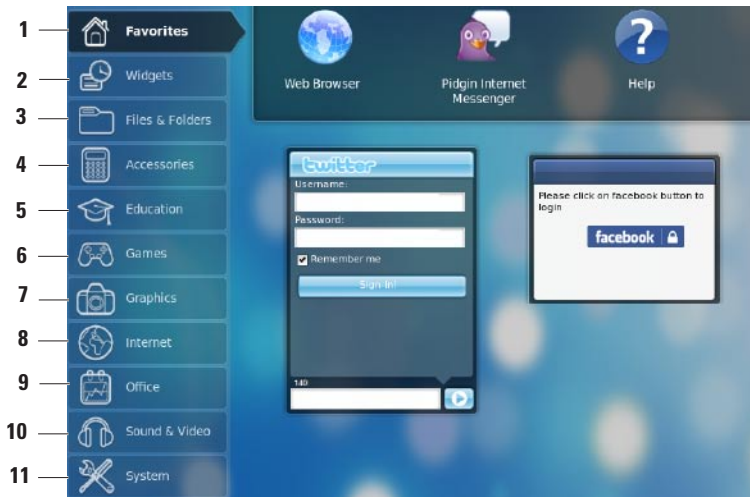 1 Favorites
2 Widgets
3 Files & Folders
4 Accessories
5 Education
6 Games
7 Graphics
8 Internet
9 Office
10 Sound & Video
11 System
Web Browser
Pidgin Internet
Messenger
?
Help
twitter
Username:
Password:
Remember me
Sign-In!
140
Please click on facebook button to
login
facebook